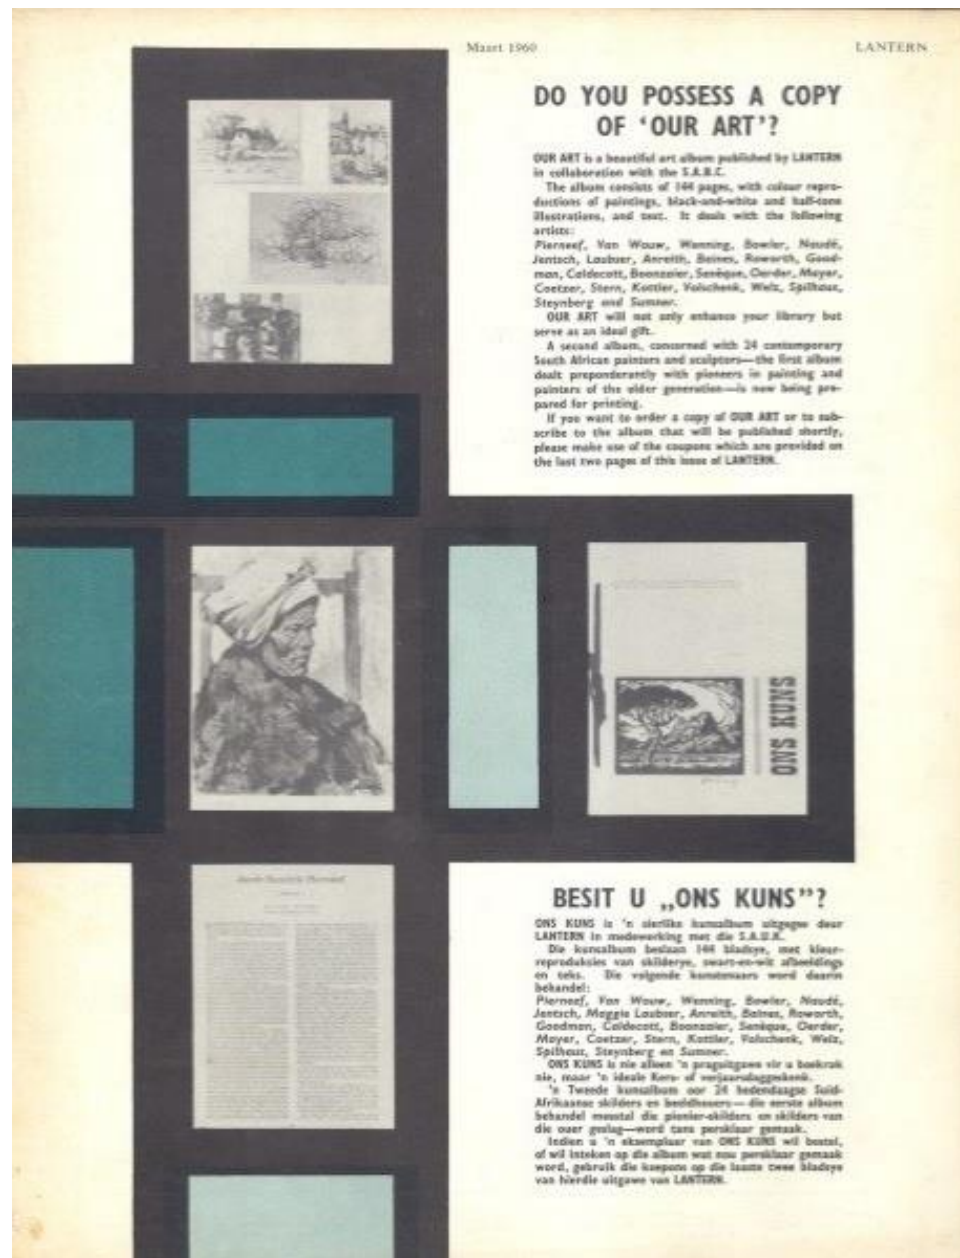 Maart 1960
LANTERN
DO YOU POSSESS A COPY
OF ‘OUR ART’?
OUR ART is a beautiful art album published by LANTERN
in collaboration with the S.A.B.C.
The album consists of 144 pages, with colour repro-
ductions of paintings, black-and-white and half-tone
illustrations, and text. It deals with the following
artists:
Pierneef, Van Wouw, Wenning, Bowler, Naudé,
Jentsch, Laubser, Anreith, Baines, Roworth, Good-
man, Caldecott, Boonzaier, Senèque, Oerder, Mayer,
Coetzer, Stern, Kottler, Volschenk, Welz, Spilhaus,
Steynberg and Sumner.
OUR ART will not only enhance your library but
serve as an ideal gift.
A second album, concerned with 24 contemporary
South African painters and sculptors—the first album
dealt preponderantly with pioneers in painting and
painters of the older generation—is now being pre-
pared for printing.
If you want to order a copy of OUR ART or to sub-
scribe to the album that will be published shortly,
please make use of the coupons which are provided on
the last two pages of this issue of LANTERN.
ONS KUNS
BESIT U „ONS KUNS”?
ONS KUNS is ’n sierlike kunsalbum uitgegee deur
LANTERN in medewerking met die S.A.U.K.
Die kunsalbum beslaan 144 bladsye, met kleur-
reproduksies van skilderye, swart-en-wit afbeeldings
en teks. Die volgende kunstenaars word daarin
behandel:
Pierneef, Van Wouw, Wenning, Bowler, Naudé,
Jentsch, Maggie Laubser, Anreith, Baines, Roworth,
Goodman, Caldecott, Boonzaier, Senèque, Oerder,
Mayer, Coetzer, Stern, Kottler, Volschenk, Welz,
Spilhaus, Steynberg en Sumner.
ONS KUNS is nie alleen ’n praguitgawe vir u boekrak
nie, maar ’n ideale Kers- of verjaarsdaggeskenk.
’n Tweede kunsalbum oor 24 hedendaagse Suid-
Afrikaanse skilders en beeldhouers—die eerste album
behandel meestal die pionier-skilders en skilders van
die ouer geslag—word tans persklaar gemaak.
Indien u ’n eksemplaar van ONS KUNS wil bestel,
of wil inteken op die album wat nou persklaar gemaak
word, gebruik die koepons op die laaste twee bladsye
van hierdie uitgawe van LANTERN.